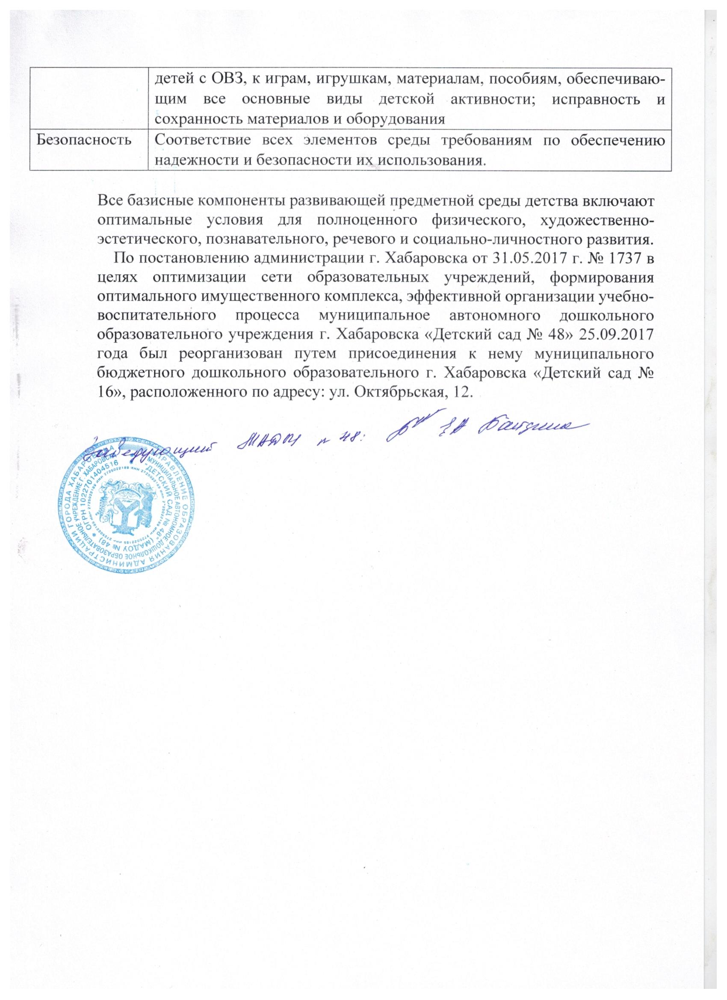 детей с ОВЗ, к играм, игрушкам, материалам, пособиям, обеспечиваю-
щим все основные виды детской активности; исправность и
сохранность материалов и оборудования
Безопасность
Соответствие всех элементов среды требованиям по обеспечению
надежности и безопасности их использования.
Все базисные компоненты развивающей предметной среды детства включают
оптимальные условия для полноценного физического, художественно-
эстетического, познавательного, речевого и социально-личностного развития.
По постановлению администрации г. Хабаровска от 31.05.2017 г. № 1737 в
целях оптимизации сети образовательных учреждений, формирования
оптимального имущественного комплекса, эффективной организации учебно-
воспитательного процесса муниципальное автономного дошкольного
образовательного учреждения г. Хабаровска «Детский сад № 48» 25.09.2017
года был реорганизован путем присоединения к нему муниципального
бюджетного дошкольного образовательного г. Хабаровска «Детский сад №
16», расположенного по адресу: ул. Октябрьская, 12.
Заведующий МАДОУ № 48:
УПРАВЛЕНИЕ ОБРАЗОВАНИЯ АДМИНИСТРАЦИИ ГОРОДА ХАБАРОВСКА
МУНИЦИПАЛЬНОЕ АВТОНОМНОЕ ДОШКОЛЬНОЕ ОБРАЗОВАТЕЛЬНОЕ УЧРЕЖДЕНИЕ Г. ХАБАРОВСКА
"ДЕТСКИЙ САД № 48" (МАДОУ № 48) * ОГРН 1022701404516 *
ИНН 2725022189